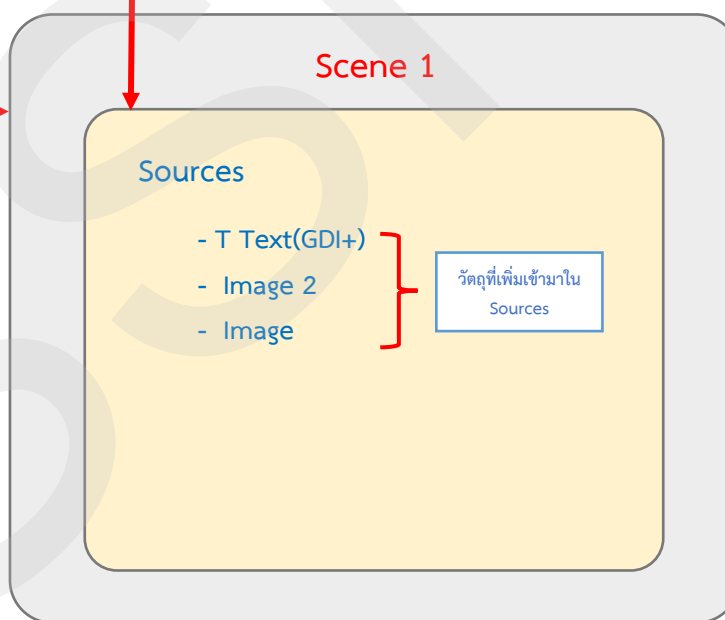 Scene 1
Sources
- T Text(GDI+)
- Image 2
- Image
วัตถุที่เพิ่มเข้ามาใน
Sources